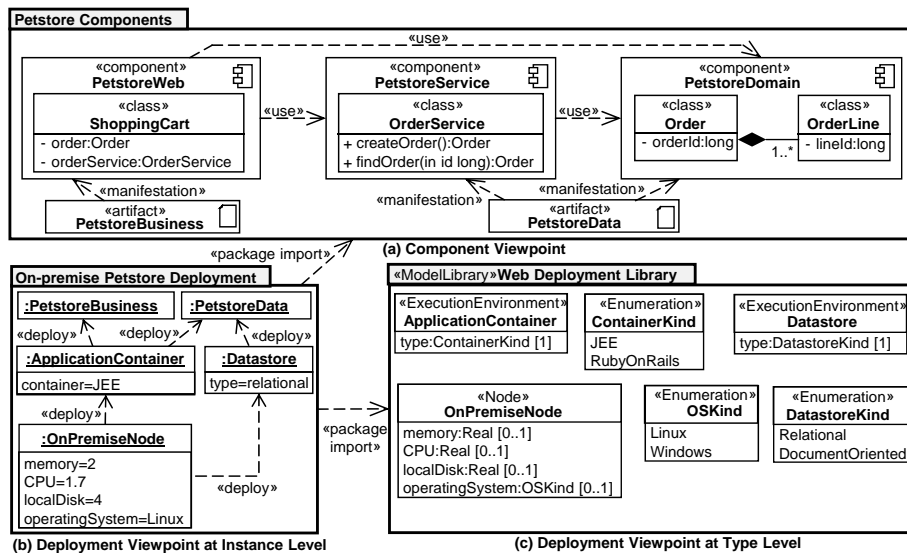 Petstore Components
«use»
«component»
PetstoreWeb
«component»
PetstoreService
«component»
PetstoreDomain
«class»
ShoppingCart
- order:Order
- orderService:OrderService
«use»
«class»
OrderService
+ createOrder():Order
+ findOrder(in id long):Order
«use»
«class»
Order
- orderId:long
1..*
«class»
OrderLine
- lineId:long
«manifestation»
«manifestation»
«manifestation»
«artifact»
PetstoreBusiness
«artifact»
PetstoreData
(a) Component Viewpoint
«package import»
On-premise Petstore Deployment
:PetstoreBusiness
:PetstoreData
«deploy»
«deploy»
«deploy»
:ApplicationContainer
container=JEE
:Datastore
type=relational
«deploy»
:OnPremiseNode
memory=2
CPU=1.7
localDisk=4
operatingSystem=Linux
«deploy»
(b) Deployment Viewpoint at Instance Level
«package
import»
«ModelLibrary»Web Deployment Library
«ExecutionEnvironment»
ApplicationContainer
type:ContainerKind [1]
«Enumeration»
ContainerKind
JEE
RubyOnRails
«ExecutionEnvironment»
Datastore
type:DatastoreKind [1]
«Node»
OnPremiseNode
memory:Real [0..1]
CPU:Real [0..1]
localDisk:Real [0..1]
operatingSystem:OSKind [0..1]
«Enumeration»
OSKind
Linux
Windows
«Enumeration»
DatastoreKind
Relational
DocumentOriented
(c) Deployment Viewpoint at Type Level